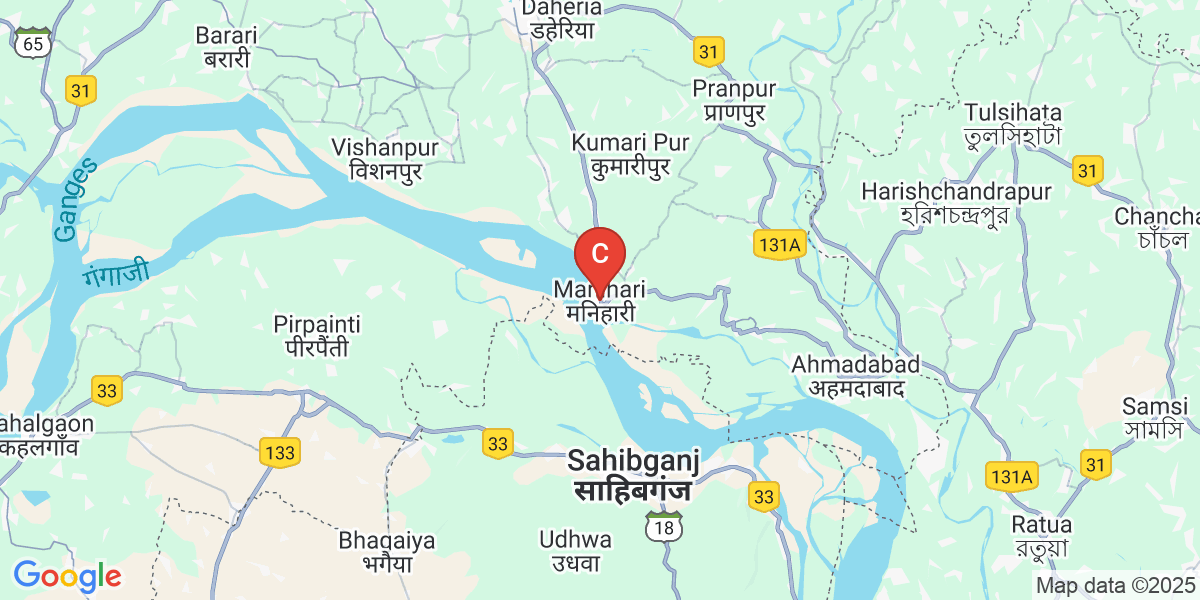 Daheria
डहेरिया
Barari
बरारी
65
31
31
Pranpur
प्राणपुर
Tulsihata
তুলসিহাটা
Vishanpur
विशनपुर
Kumari Pur
कुमारीपुर
31
Harishchandrapur
হরিশচন্দ্রপুর
Ganges
गंगाजी
Chancha
চাঁচল
131A
C
मनिहारी
Pirpainti
पीरपैंती
Ahmadabad
अहमदाबाद
33
Samsi
সামসি
ahalgaon
कहलगाँव
133
33
Sahibganj
साहिबगंज
33
131A
31
18
Ratua
রতুয়া
Bhagaiya
भगैया
Udhwa
उधवा
Google
Map data ©2025